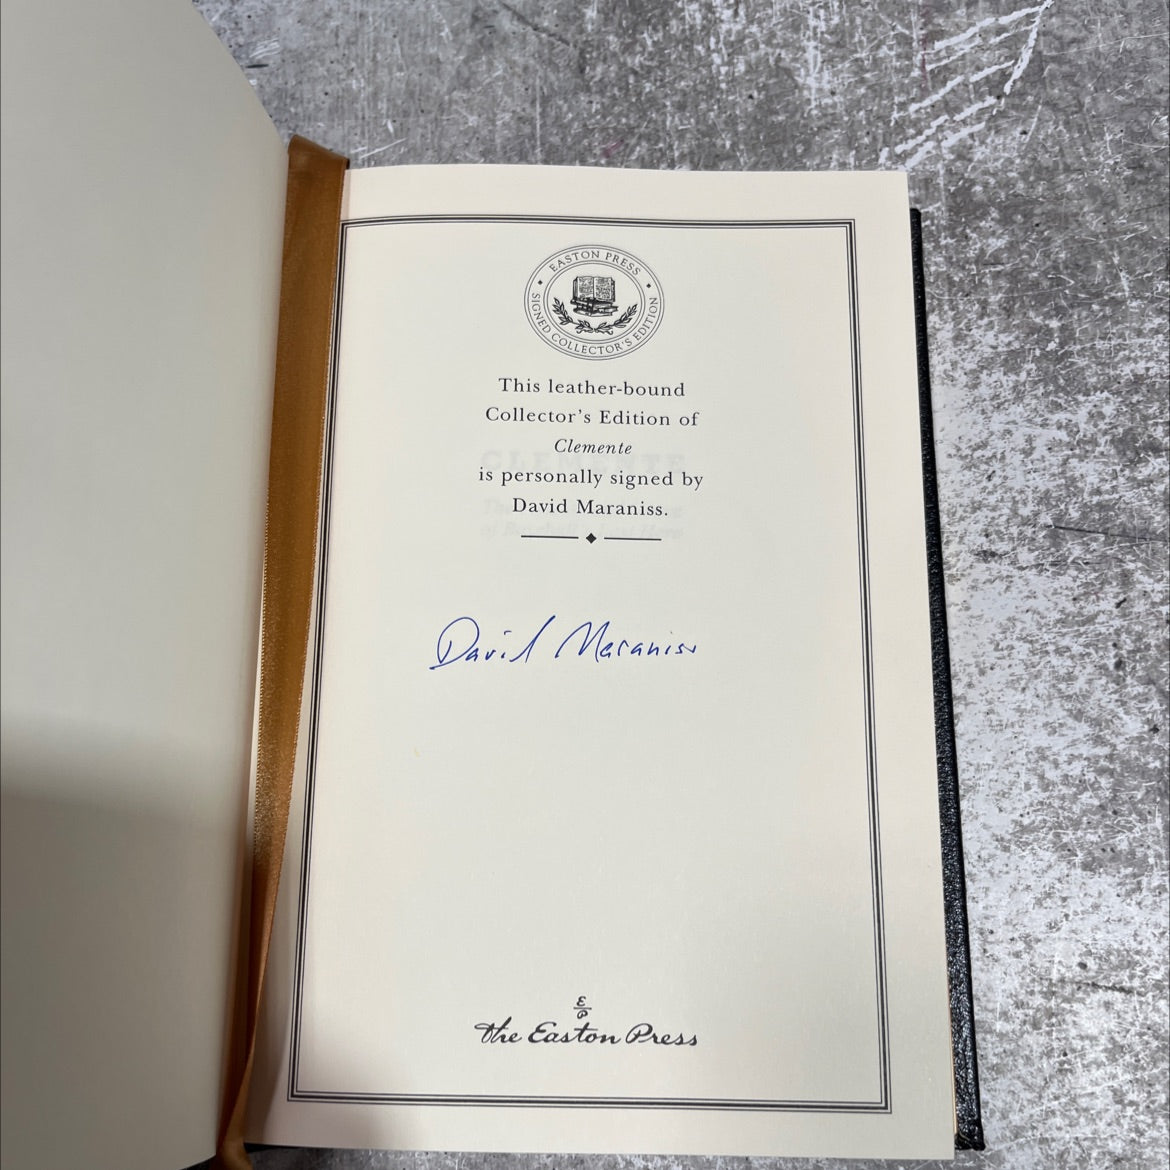 EASTON PRESS
SIGNED COLLECTOR'S EDITION
This leather-bound
Collector's Edition of
Clemente
is personally signed by
David Maraniss.
David Maraniss
E
P
The Easton Press